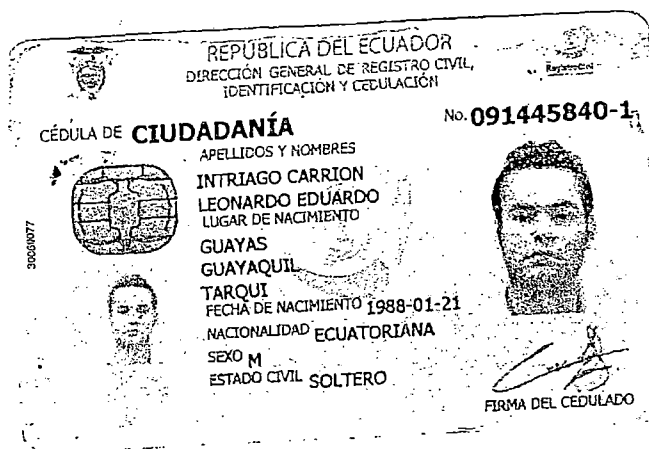 REPÚBLICA DEL ECUADOR
DIRECCIÓN GENERAL DE REGISTRO CIVIL,
IDENTIFICACIÓN Y CEDULACIÓN
CÉDULA DE CIUDADANÍA
No. 091445840-1
APELLIDOS Y NOMBRES
INTRIAGO CARRION
LEONARDO EDUARDO
LUGAR DE NACIMIENTO
GUAYAS
GUAYAQUIL
TARQUI
FECHA DE NACIMIENTO 1988-01-21
NACIONALIDAD ECUATORIANA
SEXO M
ESTADO CIVIL SOLTERO
FIRMA DEL CEDULADO